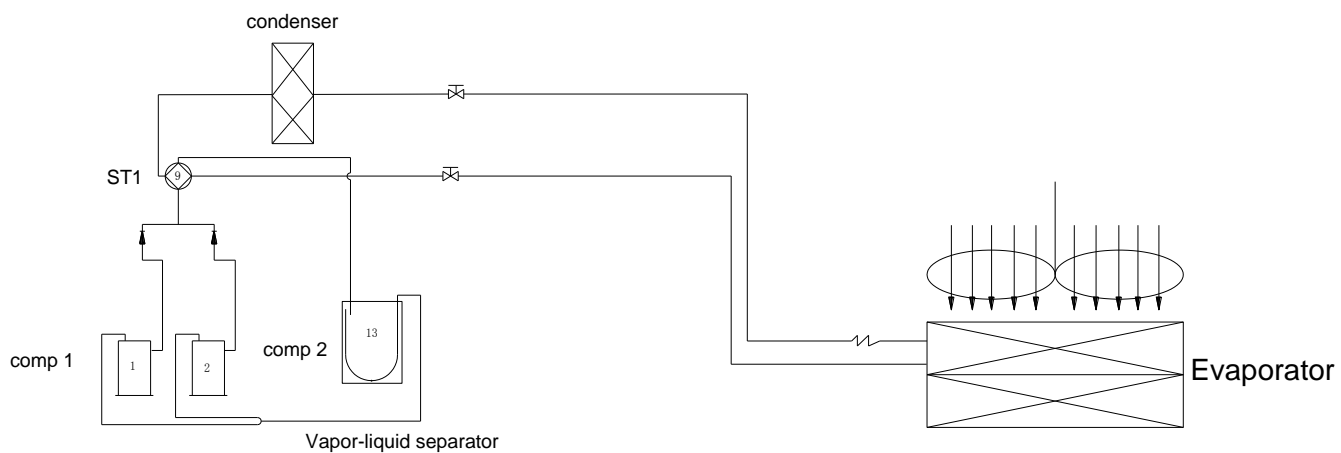 condenser
ST1
9
comp 1
1
2
comp 2
13
Evaporator
Vapor-liquid separator